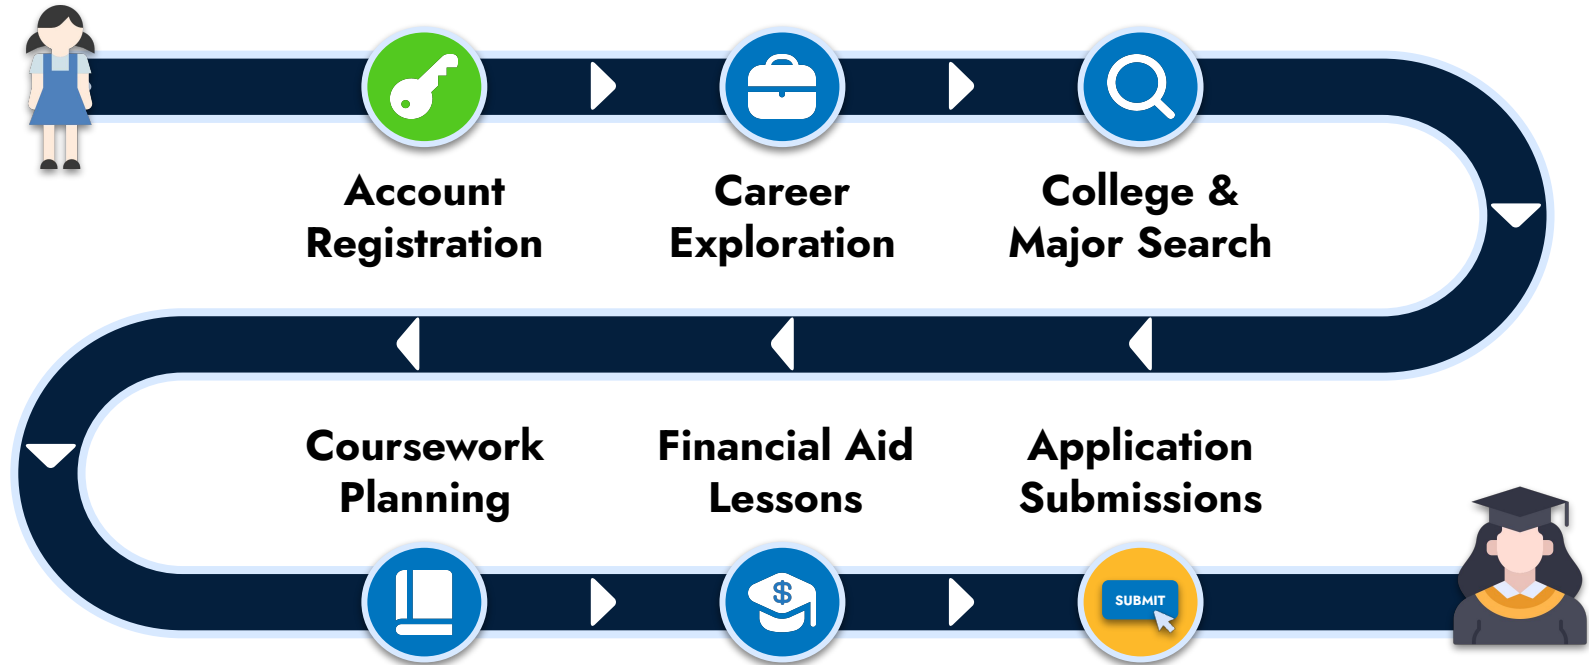 Account
Registration
Career
Exploration
College &
Major Search
Coursework
Planning
Financial Aid
Lessons
Application
Submissions
$
SUBMIT